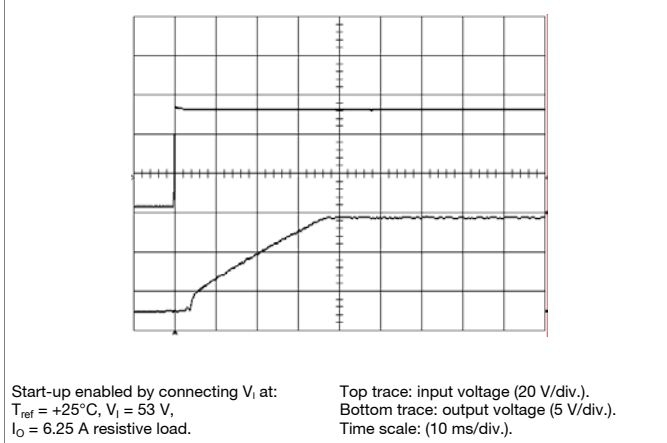 Start-up enabled by connecting VI at:
Tref = +25°C, VI = 53 V,
IO = 6.25 A resistive load.
Top trace: input voltage (20 V/div.).
Bottom trace: output voltage (5 V/div.).
Time scale: (10 ms/div.).